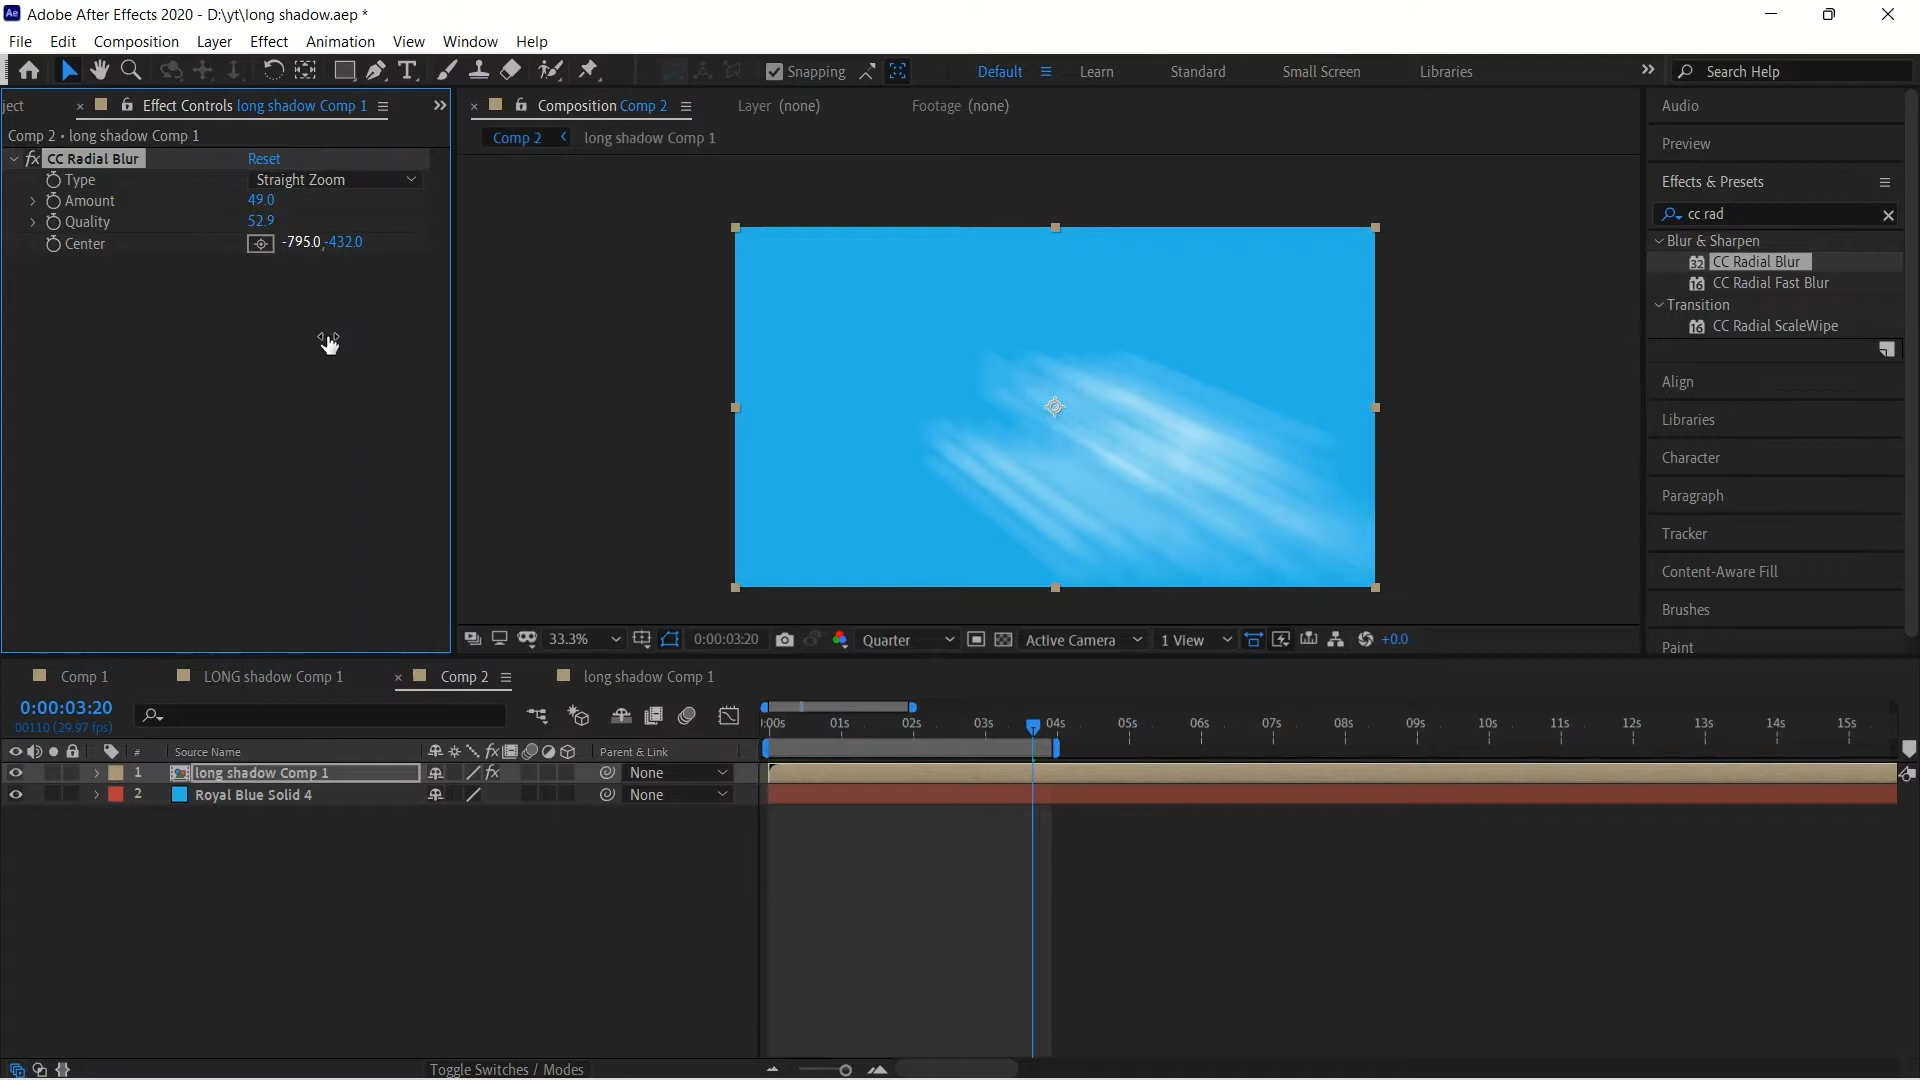 Ae Adobe After Effects 2020 - D:\yt\long shadow.aep *
File Edit Composition Layer Effect Animation View Window Help
T Snapping Default Learn Standard Small Screen Libraries Search Help
ject Effect Controls long shadow Comp 1
Composition Comp 2 Layer (none) Footage (none)
Comp 2 • long shadow Comp 1
Comp 2 long shadow Comp 1
fx CC Radial Blur Reset
Type Straight Zoom
Amount 49.0
Quality 52.9
Center -795.0,-432.0
Audio
Preview
Effects & Presets
cc rad
Blur & Sharpen
32 CC Radial Blur
16 CC Radial Fast Blur
Transition
16 CC Radial ScaleWipe
Align
Libraries
Character
Paragraph
Tracker
Content-Aware Fill
Brushes
Paint
33.3% 0:00:03:20 Quarter Active Camera 1 View +0.0
Comp 1 LONG shadow Comp 1 Comp 2 long shadow Comp 1
0:00:03:20
00110 (29.97 fps)
:00s 01s 02s 03s 04s 05s 06s 07s 08s 09s 10s 11s 12s 13s 14s 15s
# Source Name fx Parent & Link
1 long shadow Comp 1 fx None
2 Royal Blue Solid 4 None
Toggle Switches / Modes